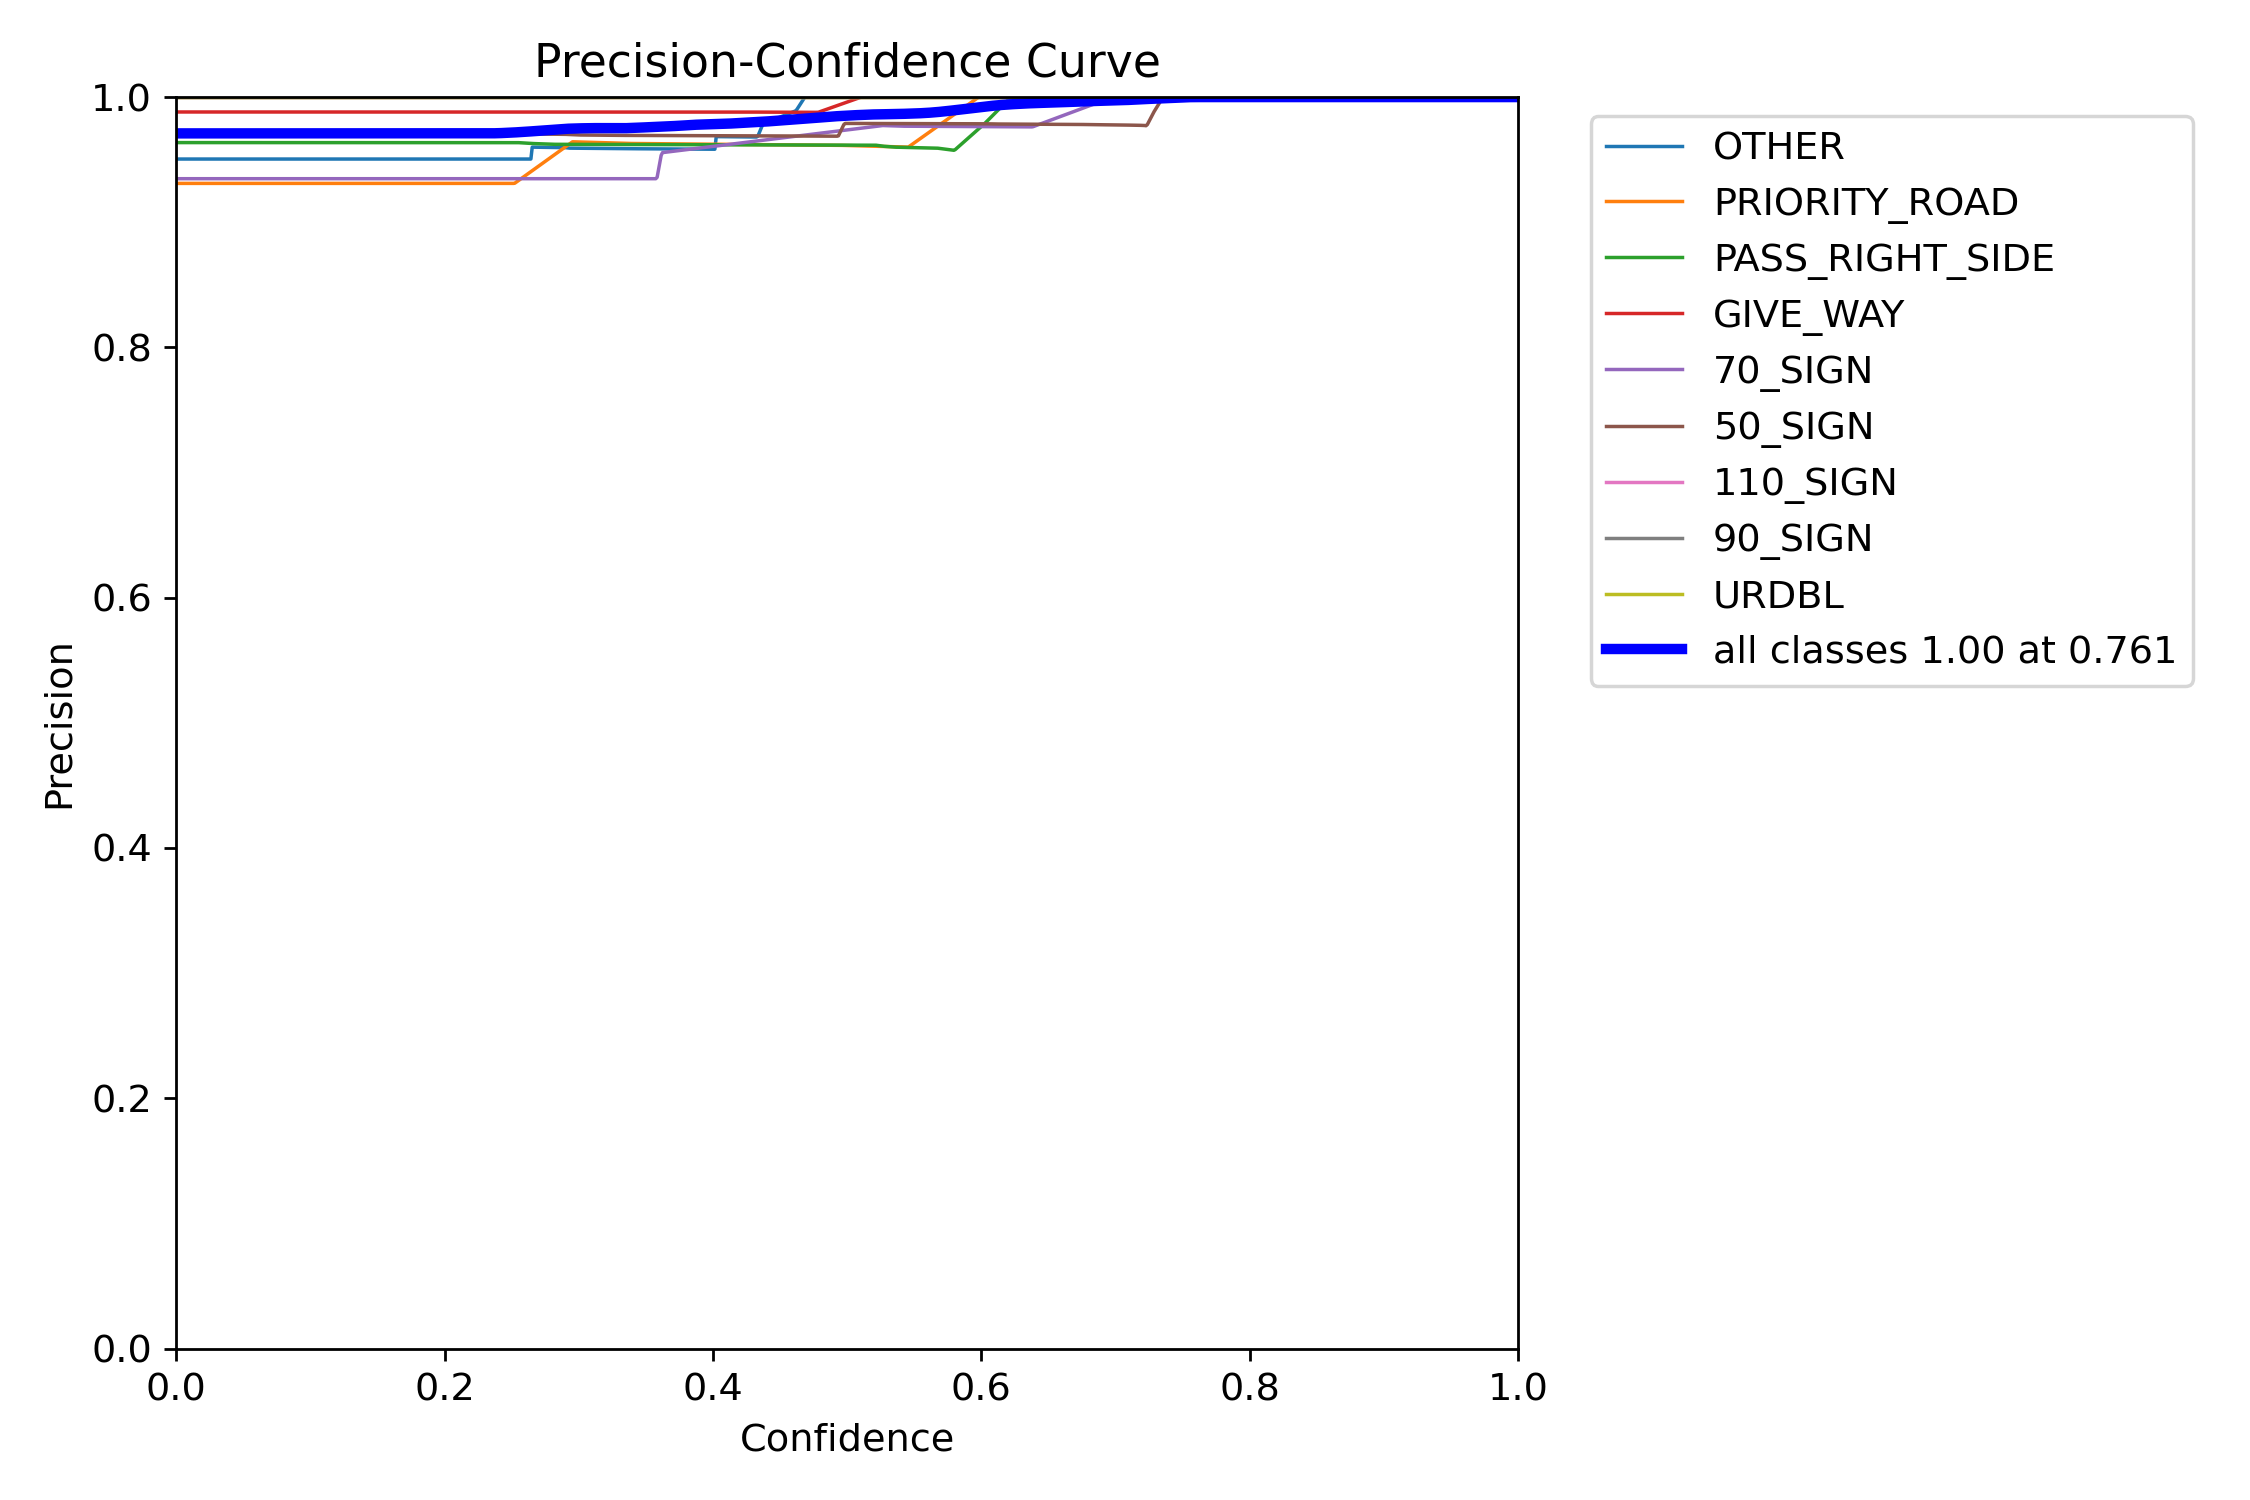 Precision-Confidence Curve
1.0
0.8
0.6
0.4
0.2
0.0
Precision
0.0 0.2 0.4 0.6 0.8 1.0
Confidence
OTHER
PRIORITY_ROAD
PASS_RIGHT_SIDE
GIVE_WAY
70_SIGN
50_SIGN
110_SIGN
90_SIGN
URDBL
all classes 1.00 at 0.761